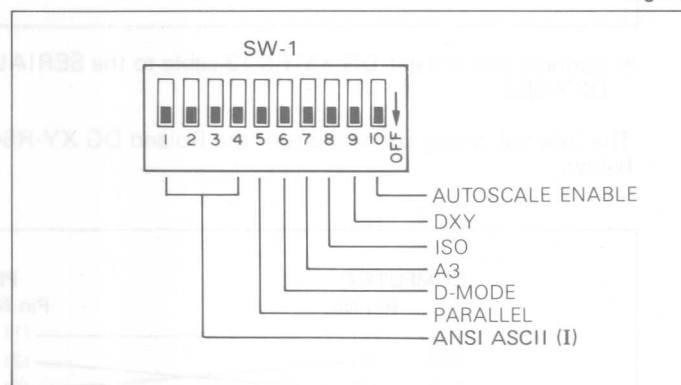 SW-1
2 3 4 5 6 7 8 9 10 OFF
AUTOSCALE ENABLE
DXY
ISO
A3
D-MODE
PARALLEL
ANSI ASCII (I)